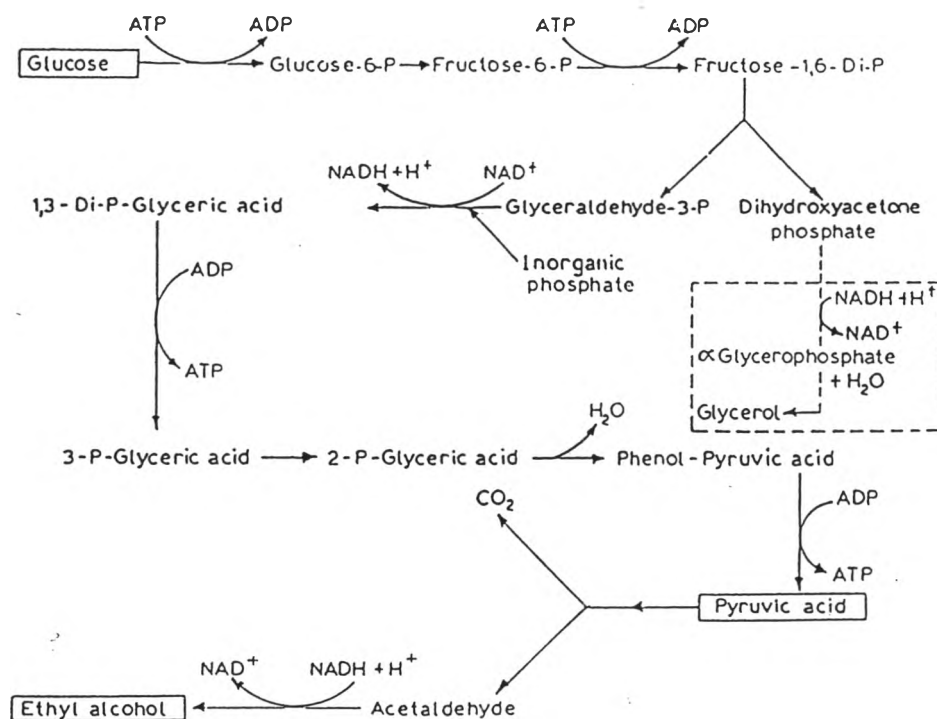 ATP ADP ATP ADP
Glucose Glucose-6-P Fructose-6-P Fructose-1,6-Di-P
NADH+H⁺ NAD⁺
1,3-Di-P-Glyceric acid Glyceraldehyde-3-P Dihydroxyacetone
phosphate
Inorganic
phosphate
ADP
ATP
NADH+H⁺
NAD⁺
∝Glycerophosphate
+H₂O
Glycerol
H₂O
3-P-Glyceric acid 2-P-Glyceric acid Phenol-Pyruvic acid
CO₂
ADP
ATP
Pyruvic acid
NAD⁺ NADH+H⁺
Ethyl alcohol Acetaldehyde